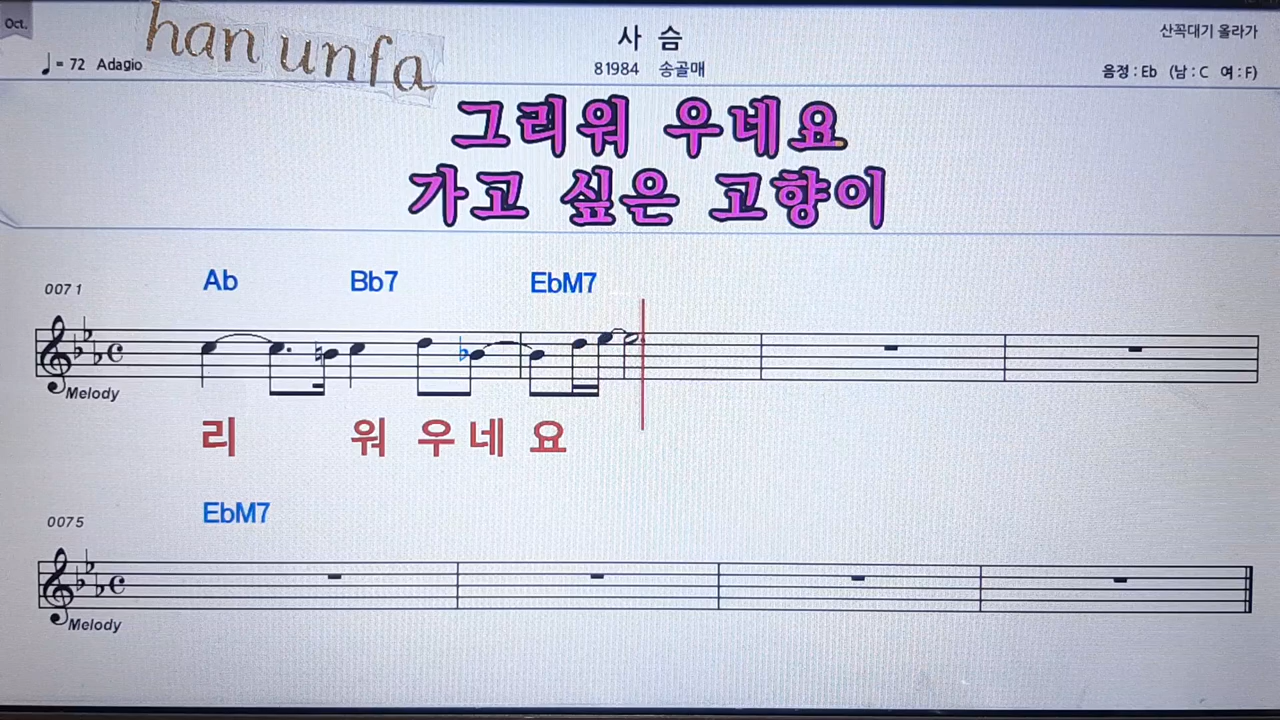 Oct.
han unfa
사 슴
산꼭대기 올라가
♩= 72 Adagio
81984 송골매
음정 : Eb (남 : C 여 : F)
그리워 우네요
가고 싶은 고향이
0071
Ab Bb7 EbM7
Melody
리 워 우 네 요
0075
EbM7
Melody